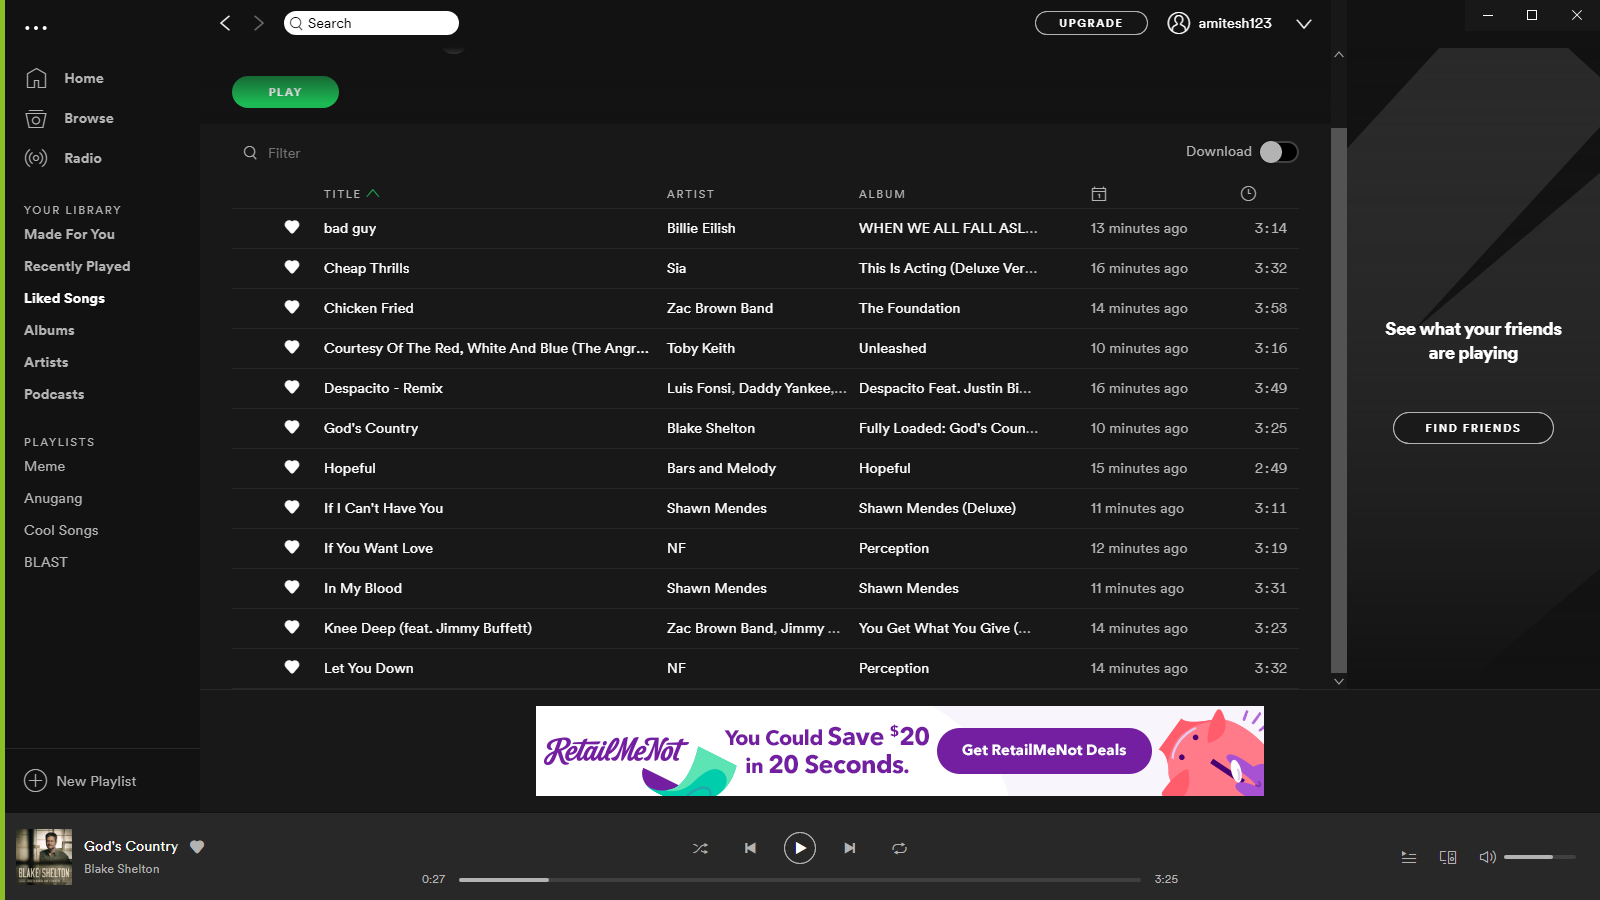 Search
UPGRADE
amitesh123
Home
Browse
Radio
YOUR LIBRARY
Made For You
Recently Played
Liked Songs
Albums
Artists
Podcasts
PLAYLISTS
Meme
Anugang
Cool Songs
BLAST
New Playlist
PLAY
Filter
Download
TITLE ARTIST ALBUM
bad guy Billie Eilish WHEN WE ALL FALL ASL... 13 minutes ago 3:14
Cheap Thrills Sia This Is Acting (Deluxe Ver... 16 minutes ago 3:32
Chicken Fried Zac Brown Band The Foundation 14 minutes ago 3:58
Courtesy Of The Red, White And Blue (The Angr... Toby Keith Unleashed 10 minutes ago 3:16
Despacito - Remix Luis Fonsi, Daddy Yankee,... Despacito Feat. Justin Bi... 16 minutes ago 3:49
God's Country Blake Shelton Fully Loaded: God's Coun... 10 minutes ago 3:25
Hopeful Bars and Melody Hopeful 15 minutes ago 2:49
If I Can't Have You Shawn Mendes Shawn Mendes (Deluxe) 11 minutes ago 3:11
If You Want Love NF Perception 12 minutes ago 3:19
In My Blood Shawn Mendes Shawn Mendes 11 minutes ago 3:31
Knee Deep (feat. Jimmy Buffett) Zac Brown Band, Jimmy ... You Get What You Give (... 14 minutes ago 3:23
Let You Down NF Perception 14 minutes ago 3:32
See what your friends
are playing
FIND FRIENDS
RetailMeNot
You Could Save $20
in 20 Seconds.
Get RetailMeNot Deals
BLAKE SHELTON
God's Country
Blake Shelton
0:27
3:25